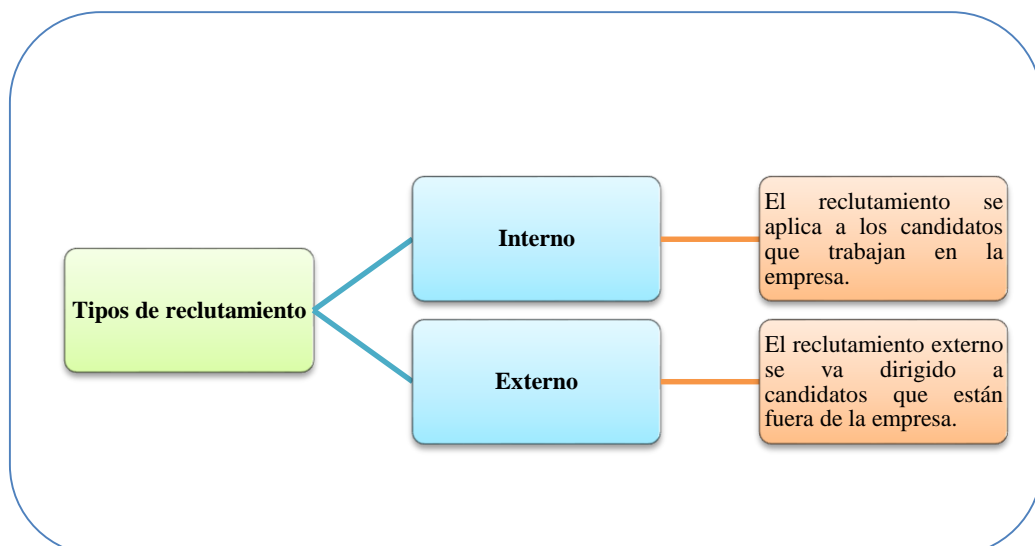 Tipos de reclutamiento
Interno
El reclutamiento se
aplica a los candidatos
que trabajan en la
empresa.
Externo
El reclutamiento externo
se va dirigido a
candidatos que están
fuera de la empresa.